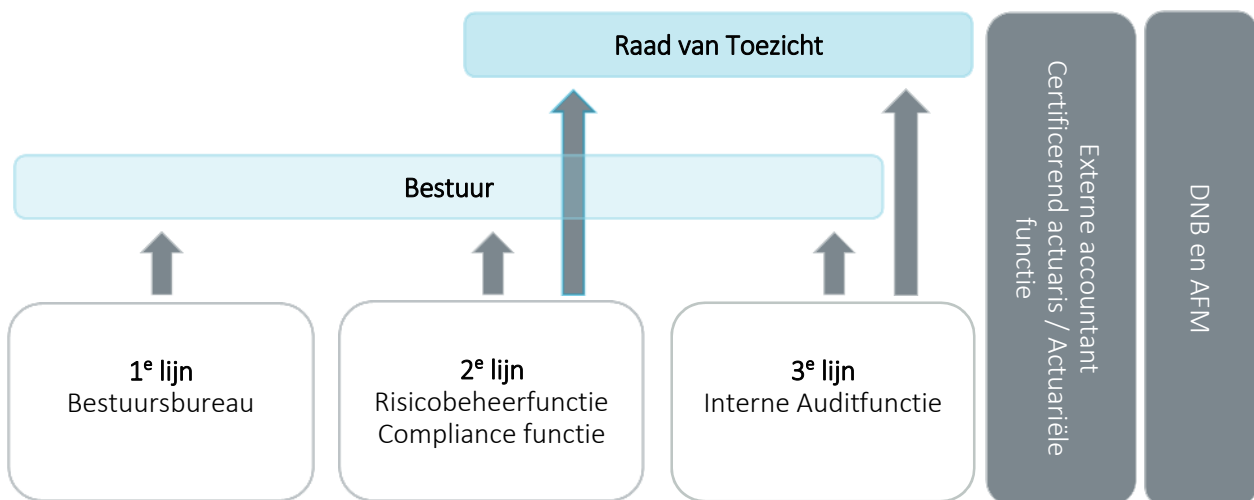 Raad van Toezicht
Bestuur
1e lijn
Bestuursbureau
2e lijn
Risicobeheerfunctie
Compliance functie
3e lijn
Interne Auditfunctie
Externe accountant
Certificerend actuaris / Actuariële
functie
DNB en AFM